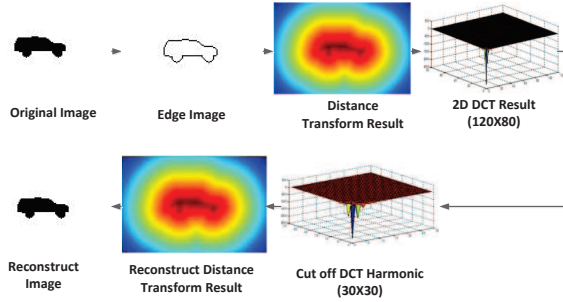 Original Image
Edge Image
Distance
Transform Result
2D DCT Result
(120X80)
Reconstruct
Image
Reconstruct Distance
Transform Result
Cut off DCT Harmonic
(30X30)